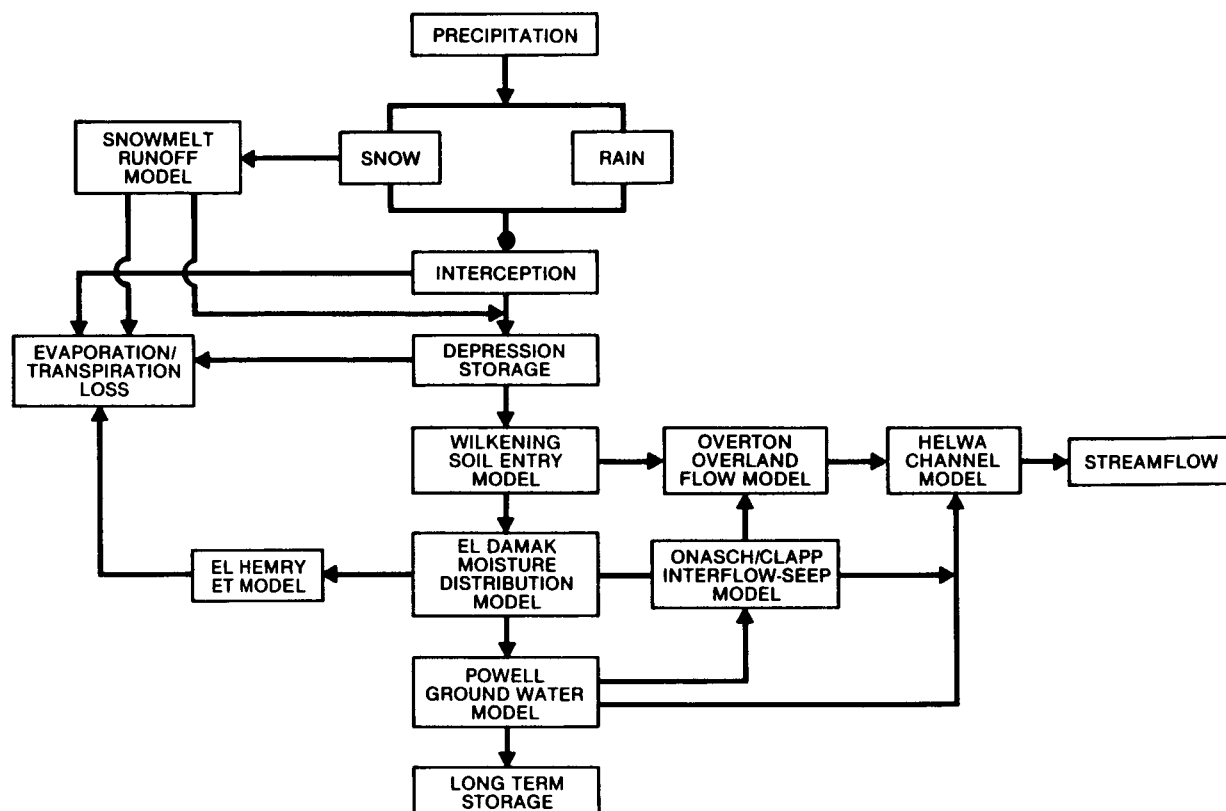 PRECIPITATION
SNOWMELT
RUNOFF
MODEL
SNOW
RAIN
INTERCEPTION
EVAPORATION/
TRANSPIRATION
LOSS
DEPRESSION
STORAGE
WILKENING
SOIL ENTRY
MODEL
OVERTON
OVERLAND
FLOW MODEL
HELWA
CHANNEL
MODEL
STREAMFLOW
EL HEMRY
ET MODEL
EL DAMAK
MOISTURE
DISTRIBUTION
MODEL
ONASCH/CLAPP
INTERFLOW-SEEP
MODEL
POWELL
GROUND WATER
MODEL
LONG TERM
STORAGE